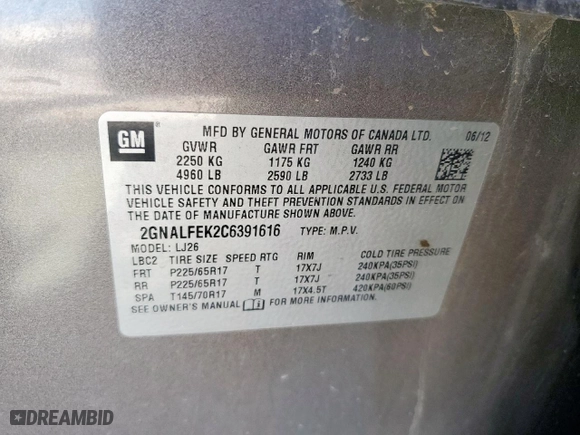 GM
MFD BY GENERAL MOTORS OF CANADA LTD. 06/12
GVWR GAWR FRT GAWR RR
2250 KG 1175 KG 1240 KG
4960 LB 2590 LB 2733 LB
THIS VEHICLE CONFORMS TO ALL APPLICABLE U.S. FEDERAL MOTOR
VEHICLE SAFETY AND THEFT PREVENTION STANDARDS IN EFFECT ON
THE DATE OF MANUFACTURE SHOWN ABOVE.
2GNALFEK2C6391616 TYPE: M.P.V.
MODEL: LJ26
LBC2 TIRE SIZE SPEED RTG RIM COLD TIRE PRESSURE
FRT P225/65R17 T 17X7J 240KPA(35PSI)
RR P225/65R17 T 17X7J 240KPA(35PSI)
SPA T145/70R17 M 17X4.5T 420KPA(60PSI)
SEE OWNER'S MANUAL FOR MORE INFORMATION.
DREAMBID